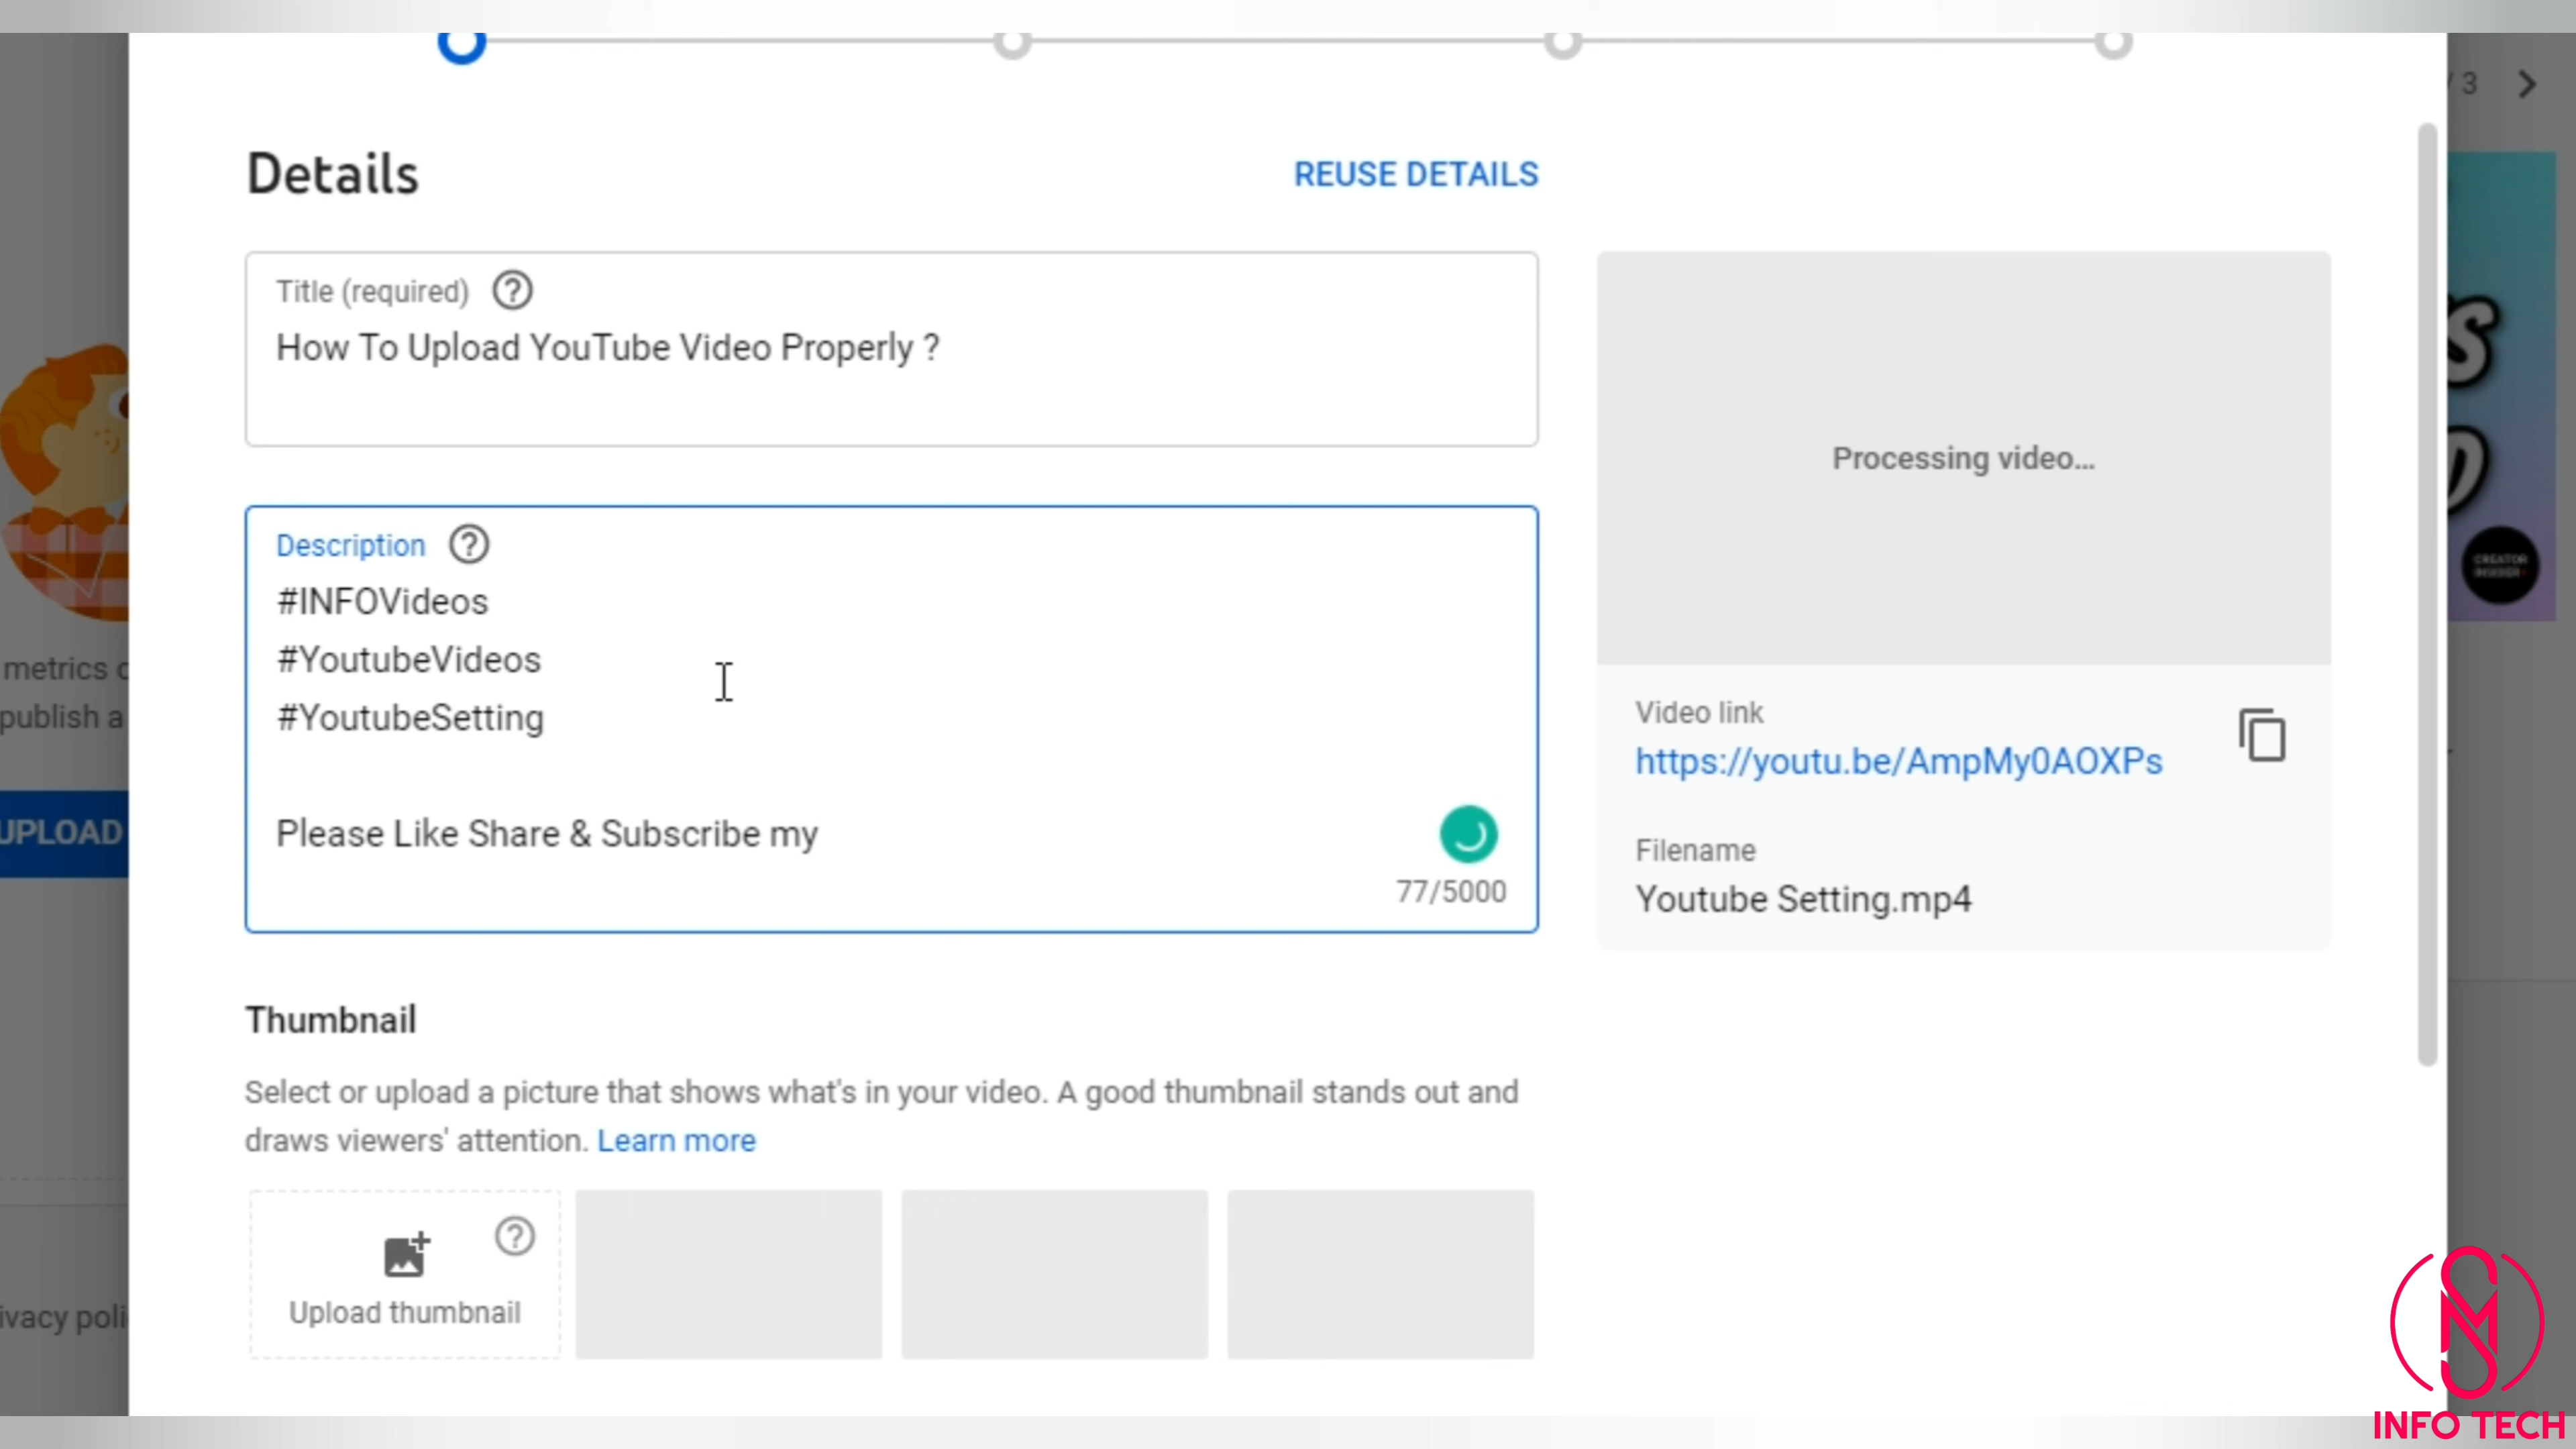 / 3
Details
REUSE DETAILS
Title (required)
How To Upload YouTube Video Properly ?
Description
#INFOVideos
#YoutubeVideos
#YoutubeSetting
Please Like Share & Subscribe my
77/5000
Processing video...
Video link
https://youtu.be/AmpMy0AOXPs
Filename
Youtube Setting.mp4
metrics
publish a
UPLOAD
CREATOR
INSIDER
Thumbnail
Select or upload a picture that shows what's in your video. A good thumbnail stands out and
draws viewers' attention. Learn more
Upload thumbnail
ivacy poli
INFO TECH